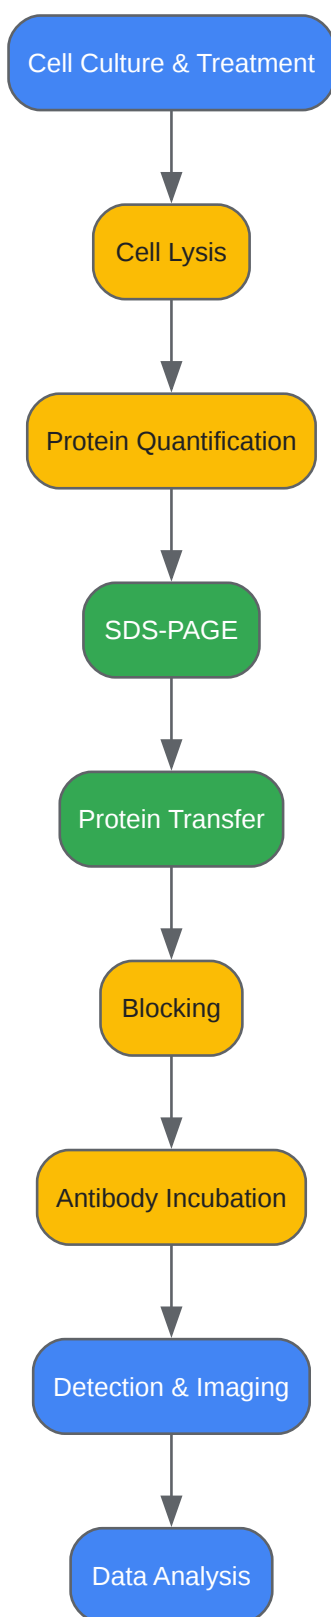 Cell Culture & Treatment
Cell Lysis
Protein Quantification
SDS-PAGE
Protein Transfer
Blocking
Antibody Incubation
Detection & Imaging
Data Analysis